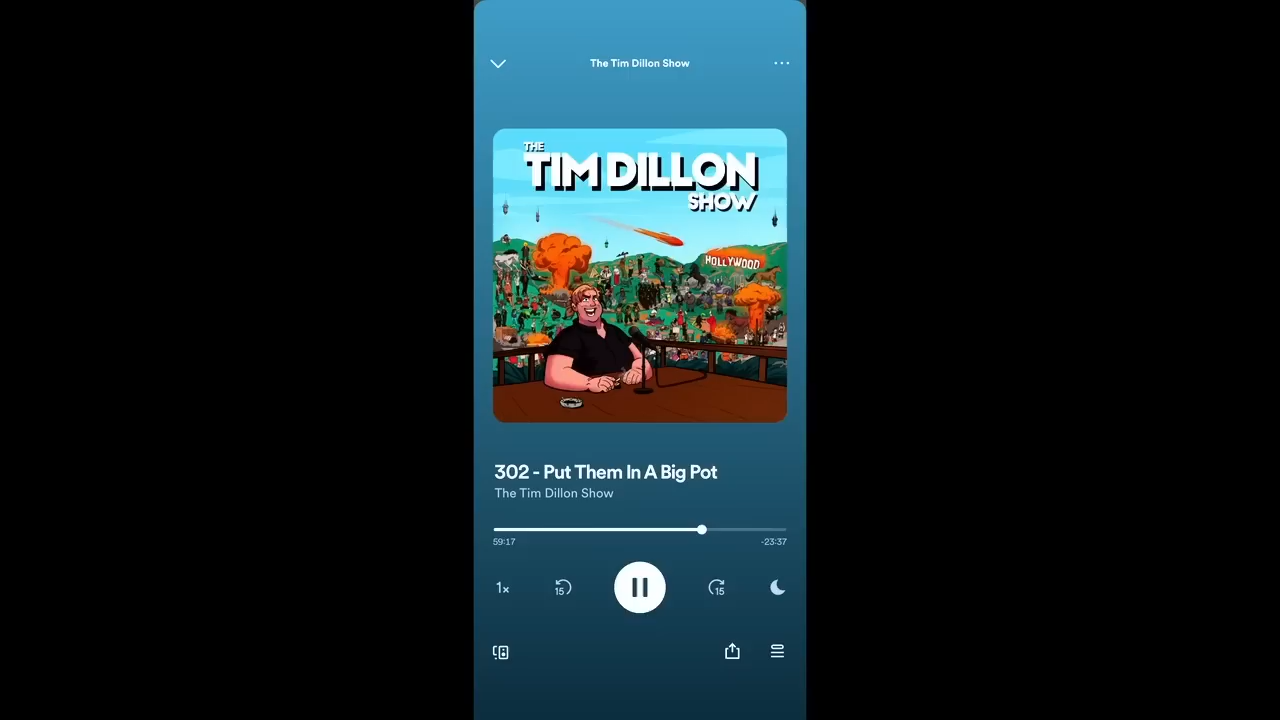 The Tim Dillon Show
THE
TIM DILLON
SHOW
HOLLYWOOD
302 - Put Them In A Big Pot
The Tim Dillon Show
59:17
-23:37
1x
15
15